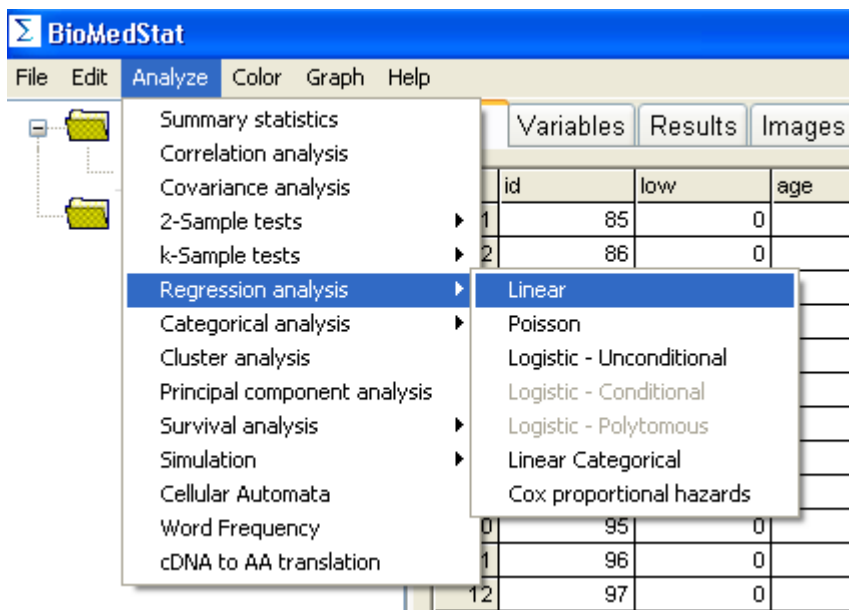 Σ BioMedStat
File Edit Analyze Color Graph Help
Summary statistics
Correlation analysis
Covariance analysis
2-Sample tests
k-Sample tests
Regression analysis
Categorical analysis
Cluster analysis
Principal component analysis
Survival analysis
Simulation
Cellular Automata
Word Frequency
cDNA to AA translation
Linear
Poisson
Logistic - Unconditional
Logistic - Conditional
Logistic - Polytomous
Linear Categorical
Cox proportional hazards
Variables Results Images
id low age
1 85 0
2 86 0
0 95 0
1 96 0
12 97 0